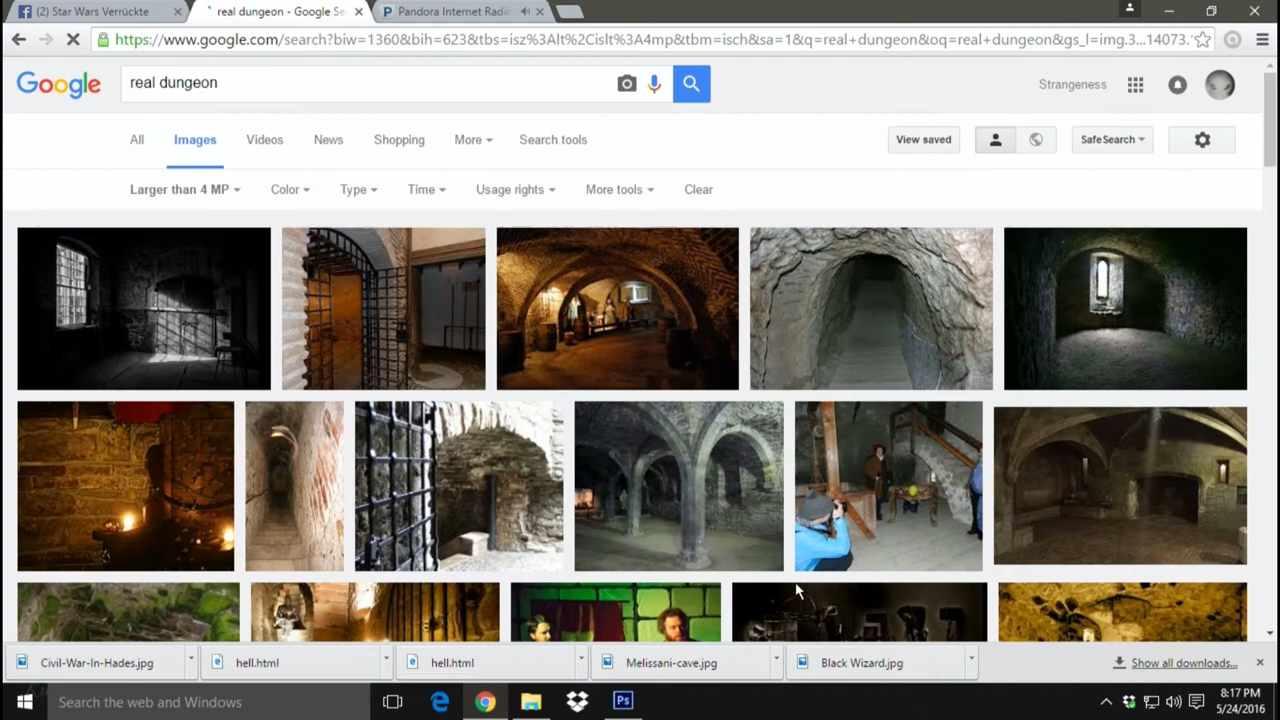 (2) Star Wars Verrückte
real dungeon - Google Se
Pandora Internet Radio
https://www.google.com/search?biw=1360&bih=623&tbs=isz%3Alt%2Cislt%3A4mp&tbm=isch&sa=1&q=real+dungeon&oq=real+dungeon&gs_l=img.3...14073.
Google
real dungeon
Strangeness
All Images Videos News Shopping More Search tools
View saved
SafeSearch
Larger than 4 MP Color Type Time Usage rights More tools Clear
Civil-War-In-Hades.jpg
hell.html
hell.html
Melissani-cave.jpg
Black Wizard.jpg
Show all downloads...
Search the web and Windows
Ps
8:17 PM
5/24/2016